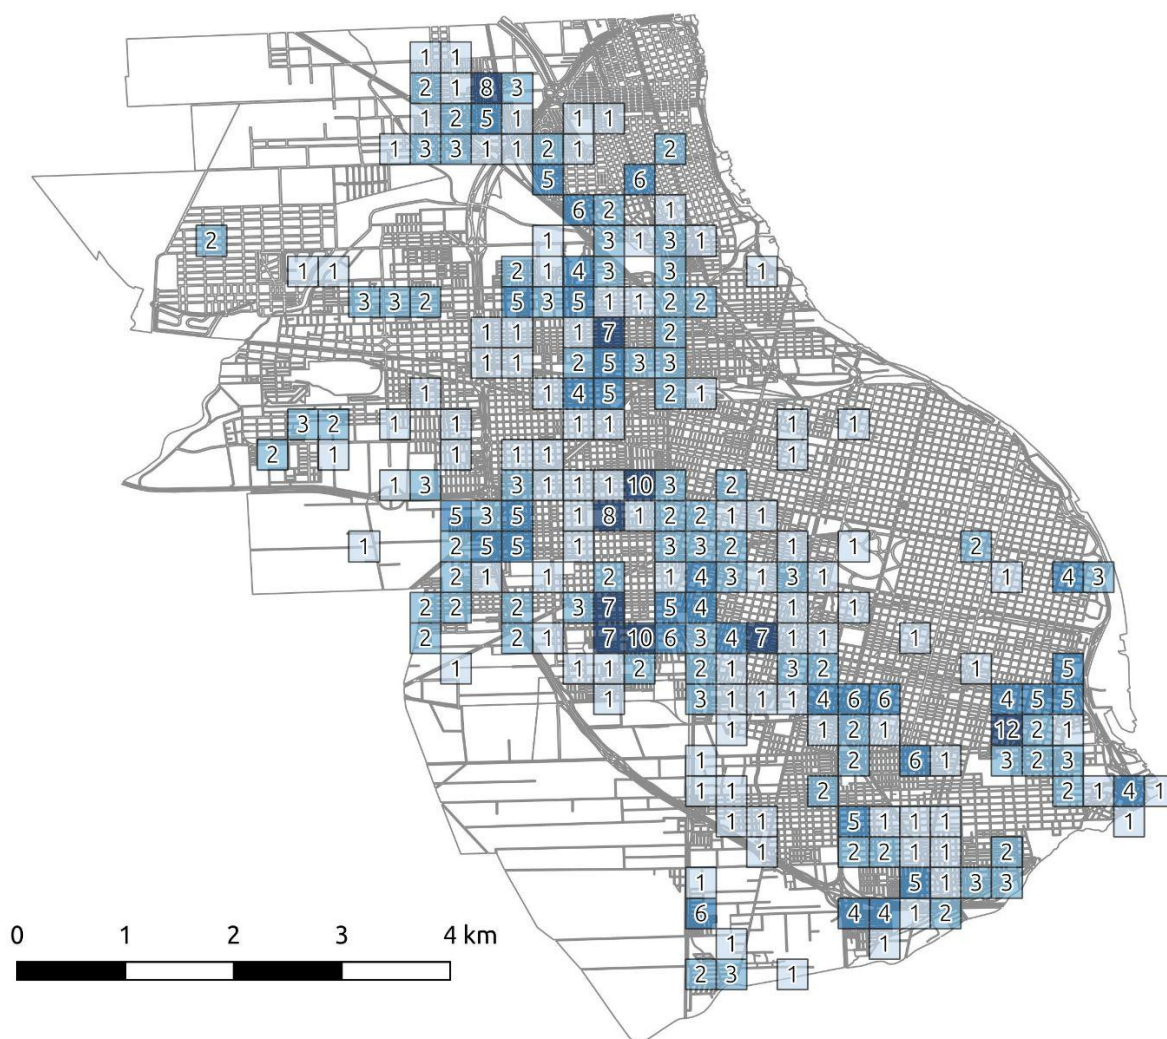 1 1
2 1 8 3
1 2 5 1 1 1
1 3 3 1 1 2 1 2
5 6
6 2 1
2 1 3 1 3 1
1 1 2 1 4 3 3 1
3 3 2 5 3 5 1 1 2 2
1 1 1 7 2
1 1 2 5 3 3
1 1 4 5 2 1
3 2 1 1 1 1 1 1
2 1 1 1 1 1
1 3 3 1 1 1 10 3 2
5 3 5 1 8 1 2 2 1 1
1 2 5 5 1 3 3 2 1 1 2
2 1 1 2 1 4 3 1 3 1 1 4 3
2 2 2 3 7 5 4 1 1
2 2 1 7 10 6 3 4 7 1 1 1
1 1 1 2 2 1 3 2 1 5
1 3 1 1 1 4 6 6 4 5 5
1 1 2 1 12 2 1
1 2 6 1 3 2 3
1 1 2 2 1 4 1
1 1 5 1 1 1 1
1 2 2 1 1 2
1 5 1 3 3
6 4 4 1 2
1 1
2 3 1
0 1 2 3 4 km